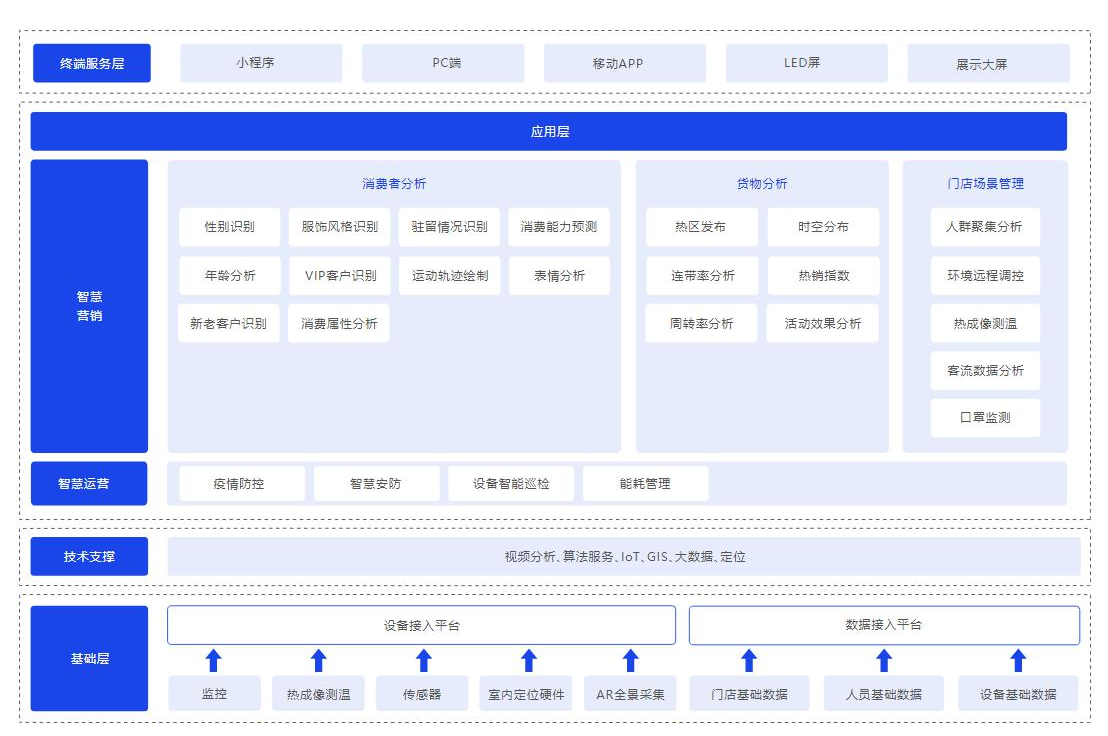 终端服务层
小程序
PC端
移动APP
LED屏
展示大屏
应用层
智慧
营销
消费者分析
性别识别
服饰风格识别
驻留情况识别
消费能力预测
年龄分析
VIP客户识别
运动轨迹绘制
表情分析
新老客户识别
消费属性分析
货物分析
热区发布
时空分布
连带率分析
热销指数
周转率分析
活动效果分析
门店场景管理
人群聚集分析
环境远程调控
热成像测温
客流数据分析
口罩监测
智慧运营
疫情防控
智慧安防
设备智能巡检
能耗管理
技术支撑
视频分析、算法服务、IoT、GIS、大数据、定位
基础层
设备接入平台
数据接入平台
监控
热成像测温
传感器
室内定位硬件
AR全景采集
门店基础数据
人员基础数据
设备基础数据